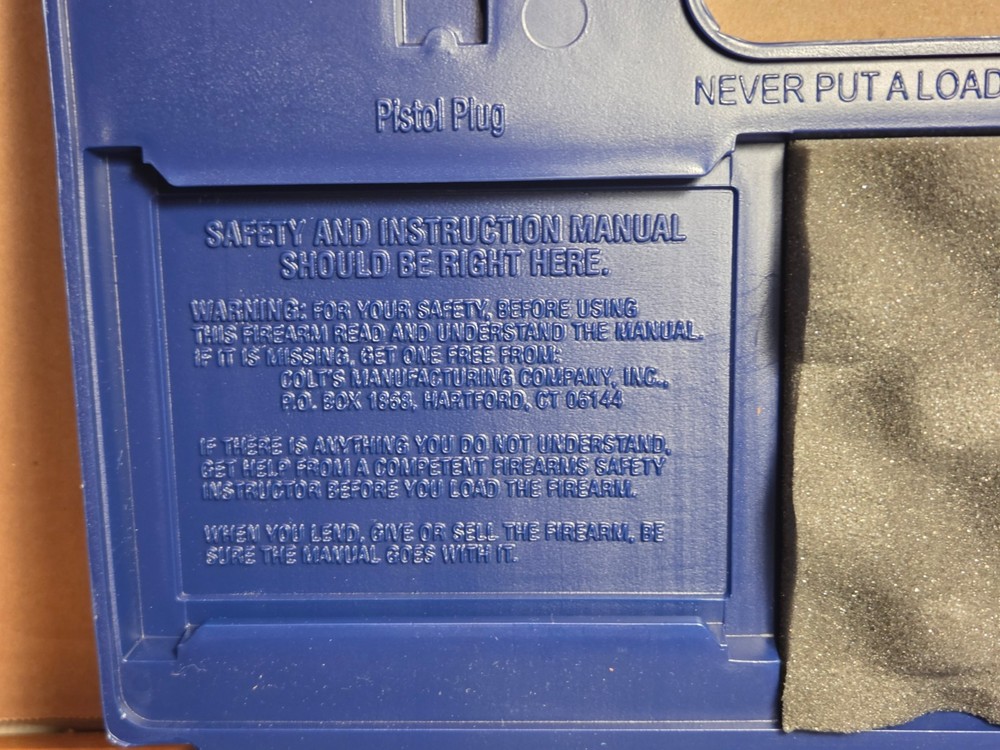 Pistol Plug
NEVER PUT A LOAD
SAFETY AND INSTRUCTION MANUAL
SHOULD BE RIGHT HERE.
WARNING: FOR YOUR SAFETY, BEFORE USING
THIS FIREARM READ AND UNDERSTAND THE MANUAL.
IF IT IS MISSING, GET ONE FREE FROM:
COLT'S MANUFACTURING COMPANY, INC.,
P.O. BOX 1868, HARTFORD, CT 06144
IF THERE IS ANYTHING YOU DO NOT UNDERSTAND,
GET HELP FROM A COMPETENT FIREARMS SAFETY
INSTRUCTOR BEFORE YOU LOAD THE FIREARM.
WHEN YOU LEND, GIVE OR SELL THE FIREARM, BE
SURE THE MANUAL GOES WITH IT.